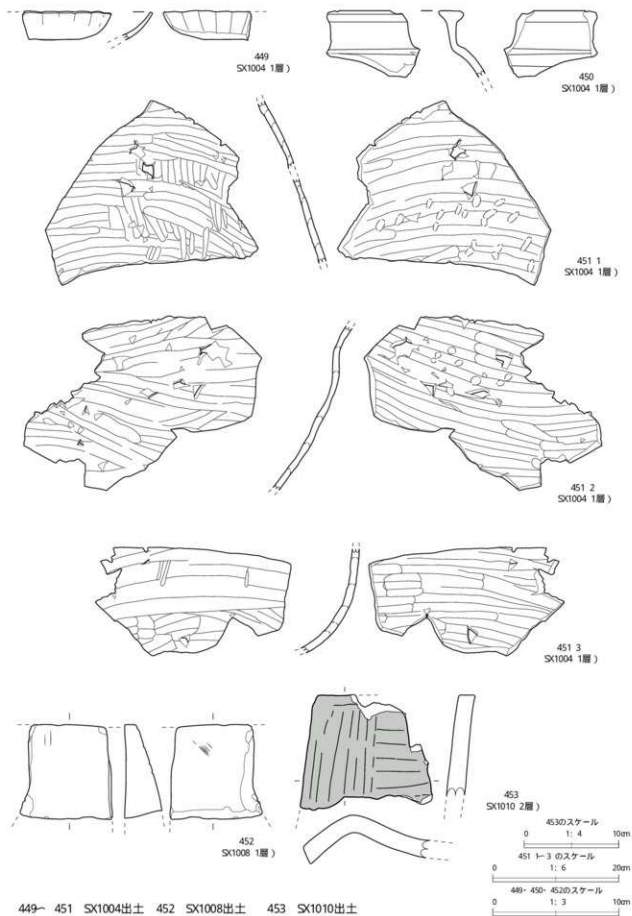 449
SX1004 1層)
450
SX1004 1層)
451 1
SX1004 1層)
451 2
SX1004 1層)
451 3
SX1004 1層)
452
SX1008 1層)
453
SX1010 2層)
453のスケール
0 1:4 10cm
451 1~3 のスケール
0 1:6 20cm
449・450・452のスケール
0 1:3 10cm
449~ 451 SX1004出土 452 SX1008出土 453 SX1010出土